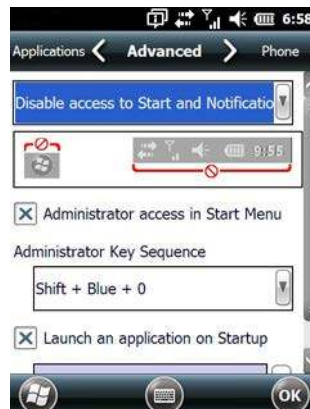 6:58
Applications Advanced Phone
Disable access to Start and Notificatio
9:55
Administrator access in Start Menu
Administrator Key Sequence
Shift + Blue + 0
Launch an application on Startup
OK